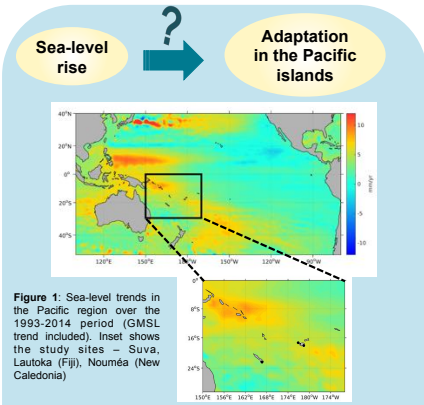 ?
Sea-level
rise
Adaptation
in the Pacific
islands
40°N
20°N
0°
20°S
40°S
120°E 150°E 180°E 150°W 120°W 90°W
10
5
0
-5
-10
mm/yr
Figure 1: Sea-level trends in
the Pacific region over the
1993-2014 period (GMSL
trend included). Inset shows
the study sites – Suva,
Lautoka (Fiji), Nouméa (New
Caledonia)
0°
8°S
16°S
24°S
150°E 156°E 162°E 168°E 174°E 180°W 174°W